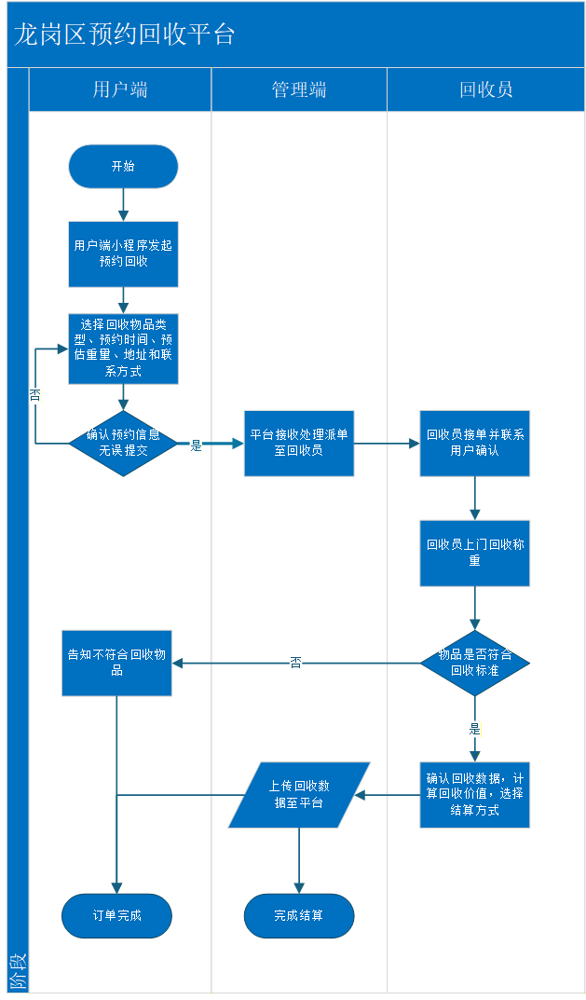 龙岗区预约回收平台
用户端
管理端
回收员
开始
用户端小程序发起
预约回收
选择回收物品类
型、预约时间、预
估重量、地址和联
系方式
否
确认预约信息
无误提交
是
平台接收处理派单
至回收员
回收员接单并联系
用户确认
回收员上门回收称
重
物品是否符合
回收标准
否
告知不符合回收物
品
是
确认回收数据，计
算回收价值，选择
结算方式
上传回收数
据至平台
订单完成
完成结算
阶段